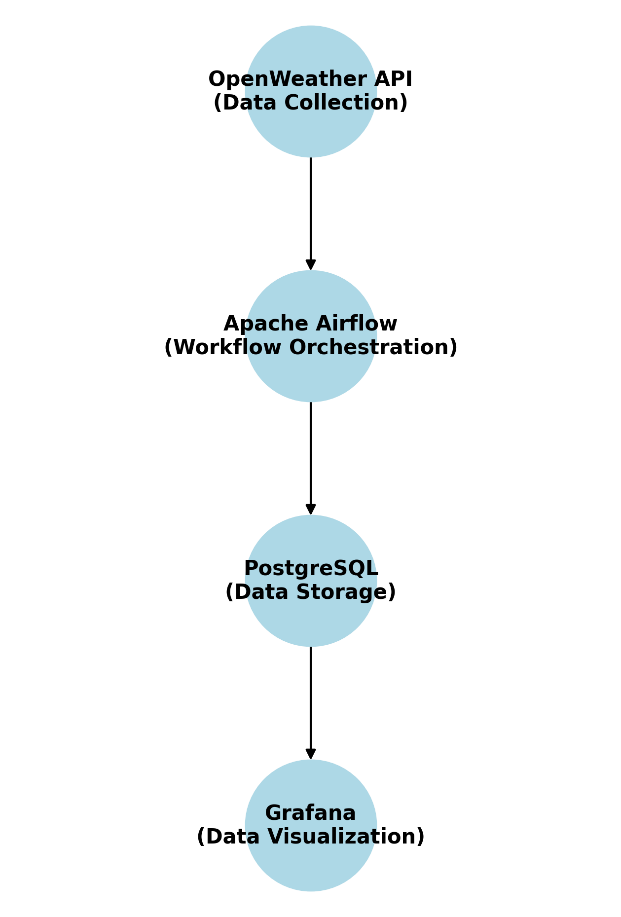 OpenWeather API
(Data Collection)
Apache Airflow
(Workflow Orchestration)
PostgreSQL
(Data Storage)
Grafana
(Data Visualization)